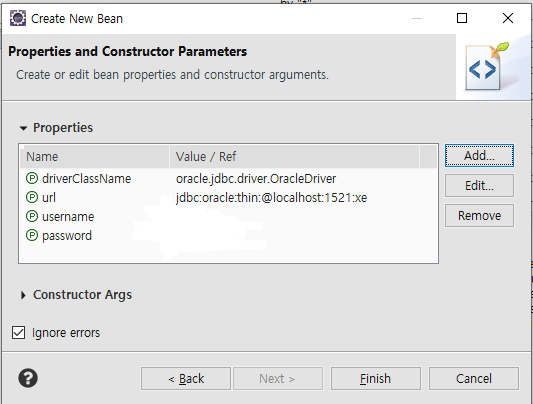 by "*"
Create New Bean
Properties and Constructor Parameters
Create or edit bean properties and constructor arguments.
Properties
Name Value / Ref
driverClassName oracle.jdbc.driver.OracleDriver
url jdbc:oracle:thin:@localhost:1521:xe
username
password
Add...
Edit...
Remove
Constructor Args
Ignore errors
< Back Next > Finish Cancel